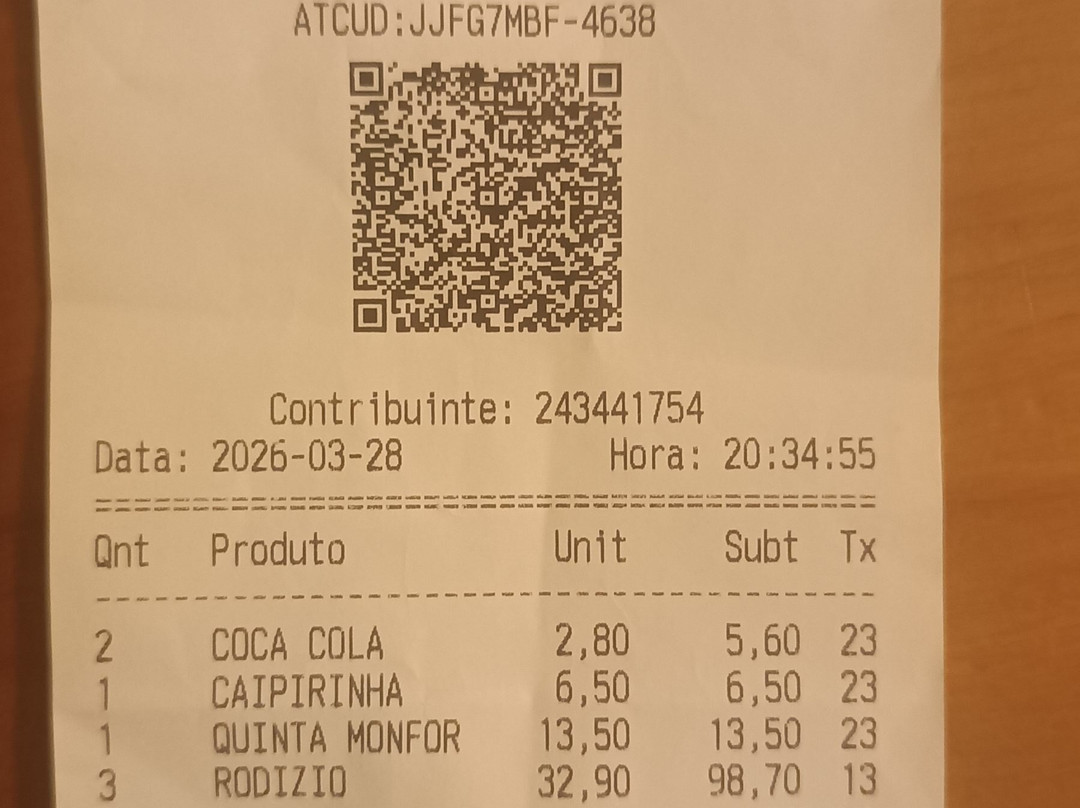 ATCUD:JJFG7MBF-4638
Contribuinte: 243441754
Data: 2026-03-28 Hora: 20:34:55
Qnt Produto Unit Subt Tx
2 COCA COLA 2,80 5,60 23
1 CAIPIRINHA 6,50 6,50 23
1 QUINTA MONFOR 13,50 13,50 23
3 RODIZIO 32,90 98,70 13